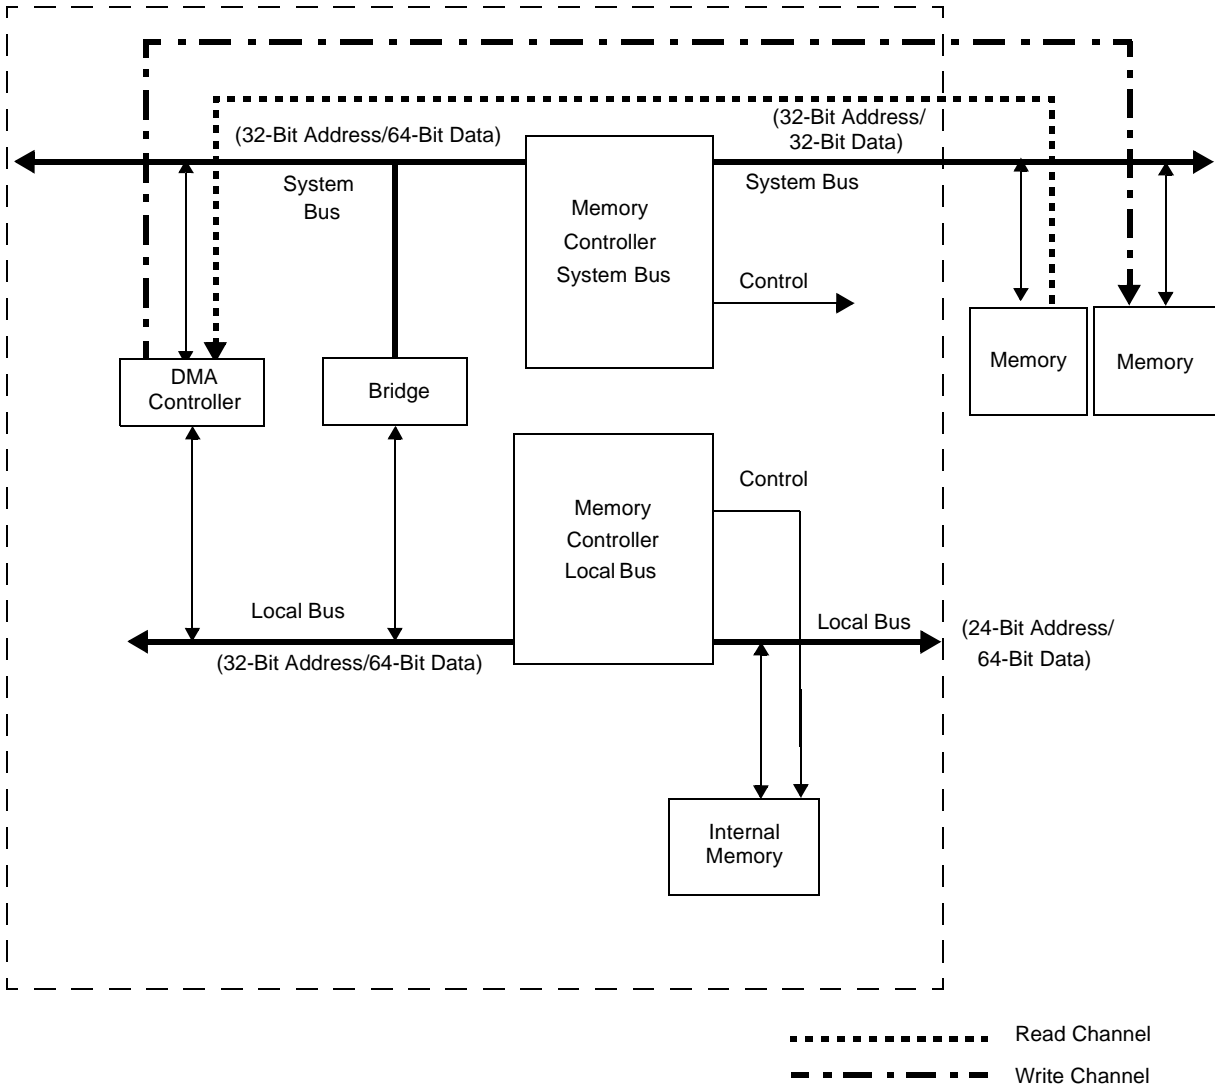 (32-Bit Address/64-Bit Data)
(32-Bit Address/
32-Bit Data)
System
Bus
System Bus
Memory
Controller
System Bus
Control
DMA
Controller
Bridge
Memory
Memory
Control
Memory
Controller
Local Bus
Local Bus
(32-Bit Address/64-Bit Data)
Local Bus
(24-Bit Address/
64-Bit Data)
Internal
Memory
Read Channel
Write Channel